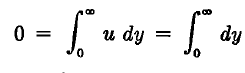 0 = ∫₀^∞ u dy = ∫₀^∞ dy